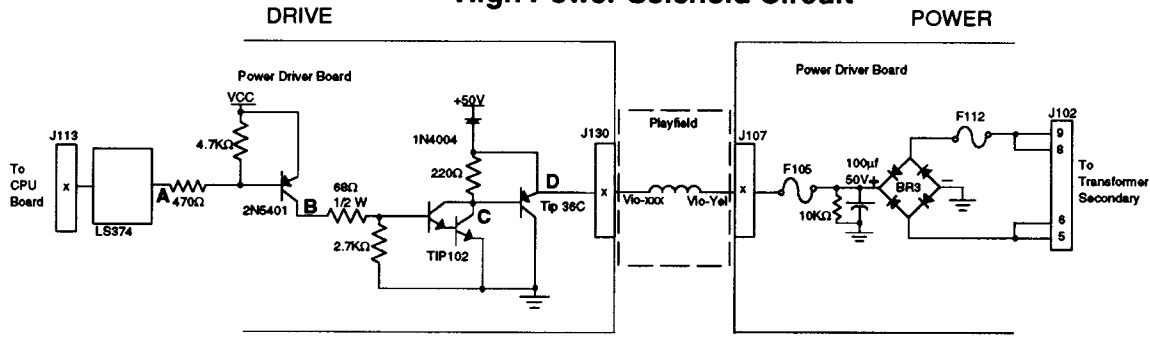 High Power Solenoid Circuit
DRIVE
POWER
Power Driver Board
Power Driver Board
VCC
+50V
J113
4.7KΩ
1N4004
J130
Playfield
J107
F112
J102
9
8
To
CPU
Board
x
A
470Ω
LS374
2N5401
B
68Ω
1/2 W
2.7KΩ
220Ω
C
TIP102
D
Tip 36C
x
Vio-xxx
Vio-Yel
x
F105
100µf
50V
+
10KΩ
BR3
−
To
Transformer
Secondary
6
5